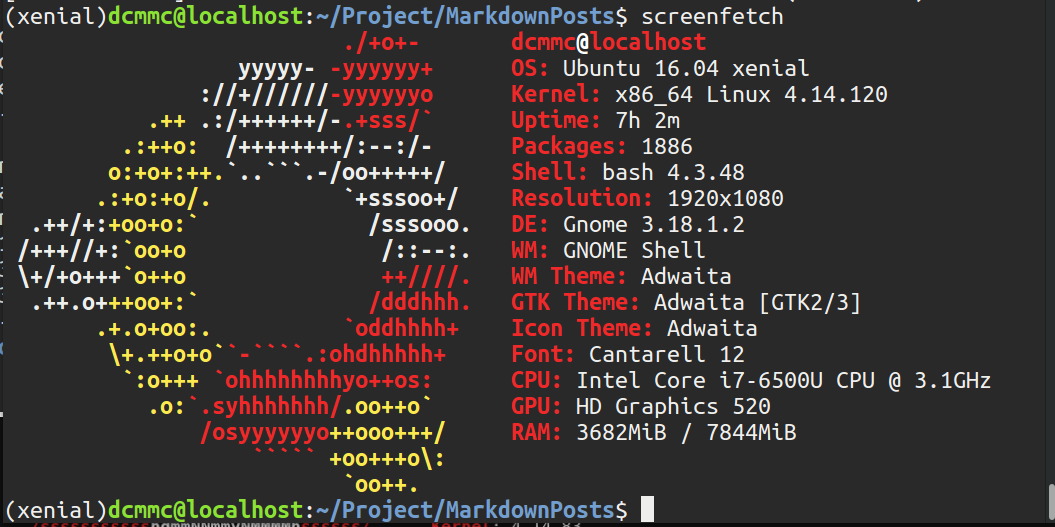 (xenial)dcmmc@localhost:~/Project/MarkdownPosts$ screenfetch
                          ./+o+-       dcmmc@localhost
                  yyyyy- -yyyyyy+      OS: Ubuntu 16.04 xenial
               ://+//////-yyyyyyo      Kernel: x86_64 Linux 4.14.120
           .++ .:/++++++/-.+sss/`      Uptime: 7h 2m
         .:++o:  /++++++++/:--:/-      Packages: 1886
        o:+o+:++.`..```.-/oo+++++/     Shell: bash 4.3.48
       .:+o:+o/.          `+sssoo+/    Resolution: 1920x1080
  .++/+:+oo+o:`             /sssooo.   DE: Gnome 3.18.1.2
 /+++//+:`oo+o               /::--:.   WM: GNOME Shell
 \+/+o+++`o++o               ++////.   WM Theme: Adwaita
  .++.o+++oo+:`             /dddhhh.   GTK Theme: Adwaita [GTK2/3]
       .+.o+oo:.          `oddhhhh+    Icon Theme: Adwaita
        \+.++o+o``-````.:ohdhhhhh+     Font: Cantarell 12
         `:o+++ `ohhhhhhhhyo++os:      CPU: Intel Core i7-6500U CPU @ 3.1GHz
           .o:`.syhhhhhhh/.oo++o`      GPU: HD Graphics 520
               /osyyyyyyo++ooo+++/     RAM: 3682MiB / 7844MiB
                   ````` +oo+++o\:
                          `oo++.
(xenial)dcmmc@localhost:~/Project/MarkdownPosts$